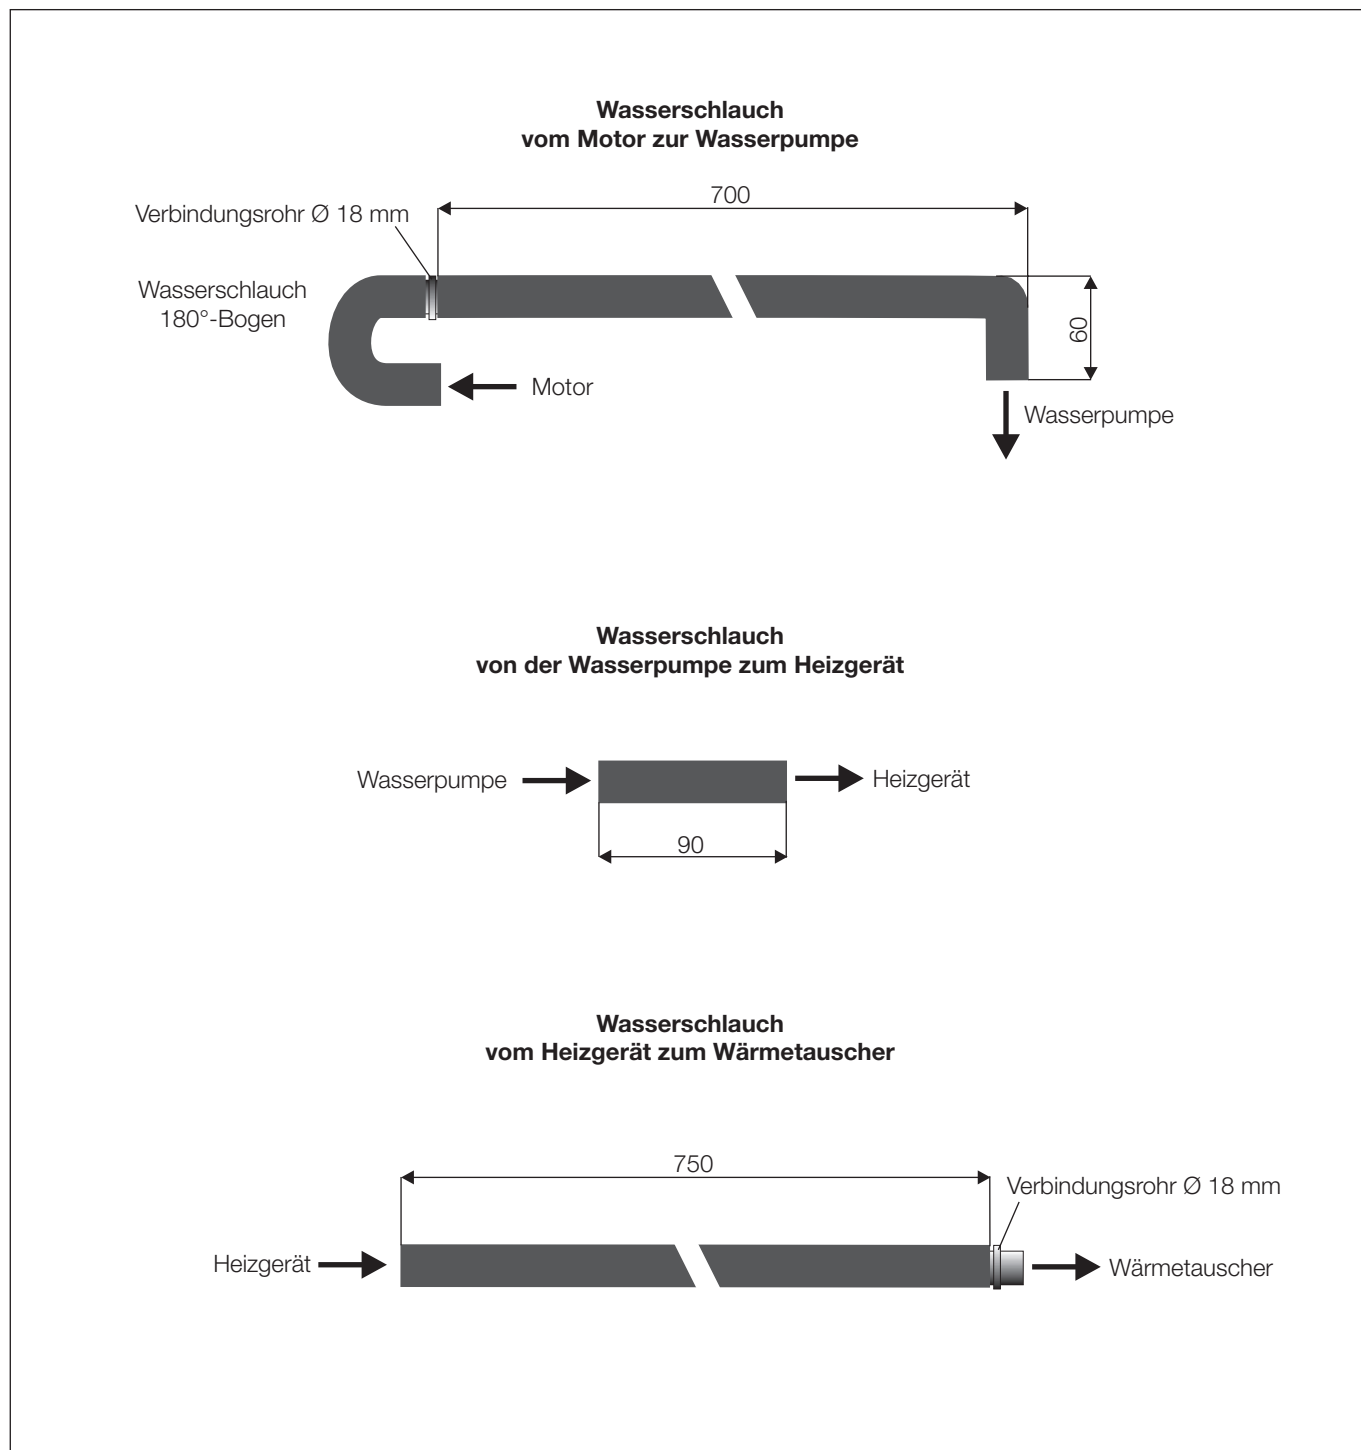 Wasserschlauch
vom Motor zur Wasserpumpe
700
Verbindungsrohr Ø 18 mm
Wasserschlauch
180°-Bogen
60
Motor
Wasserpumpe
Wasserschlauch
von der Wasserpumpe zum Heizgerät
Wasserpumpe
Heizgerät
90
Wasserschlauch
vom Heizgerät zum Wärmetauscher
750
Verbindungsrohr Ø 18 mm
Heizgerät
Wärmetauscher